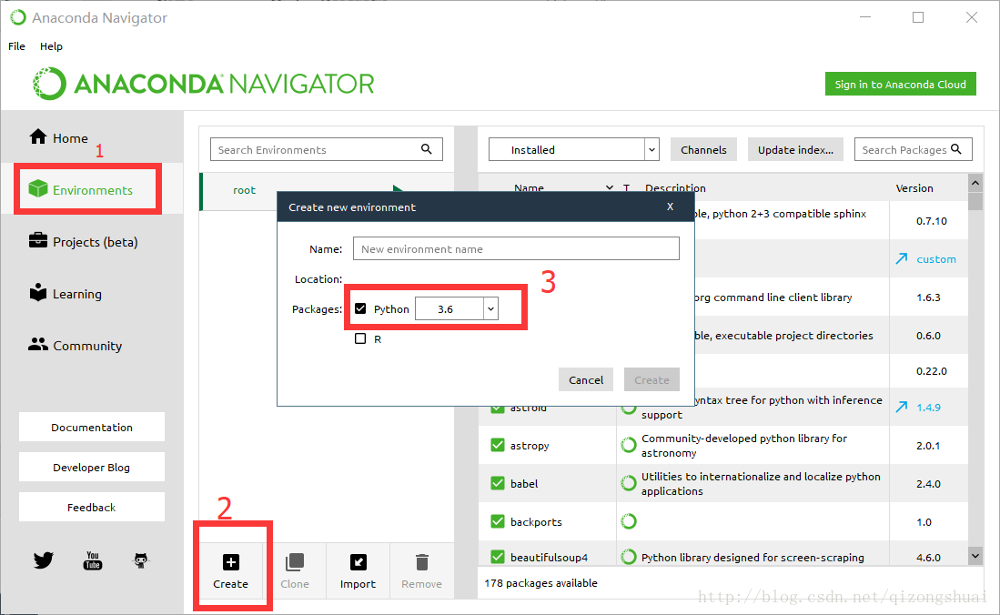 Anaconda Navigator
File Help
ANACONDA NAVIGATOR
Sign in to Anaconda Cloud
Home
1
Environments
Projects (beta)
Learning
Community
Documentation
Developer Blog
Feedback
You Tube
Search Environments
root
2
Create
Clone
Import
Remove
Installed
Channels
Update index...
Search Packages
Name T Description Version
Create new environment X
Name: New environment name
Location:
Packages: Python 3.6
3
R
Cancel Create
, python 2+3 compatible sphinx
0.7.10
custom
org command line client library 1.6.3
, executable project directories 0.6.0
0.22.0
astroid tree for python with inference
support
1.4.9
astropy Community-developed python library for
astronomy
2.0.1
babel Utilities to internationalize and localize python
applications
2.4.0
backports 1.0
beautifulsoup4 Python library designed for screen-scraping 4.6.0
178 packages available
http://blog.csdn.net/qizongshuai